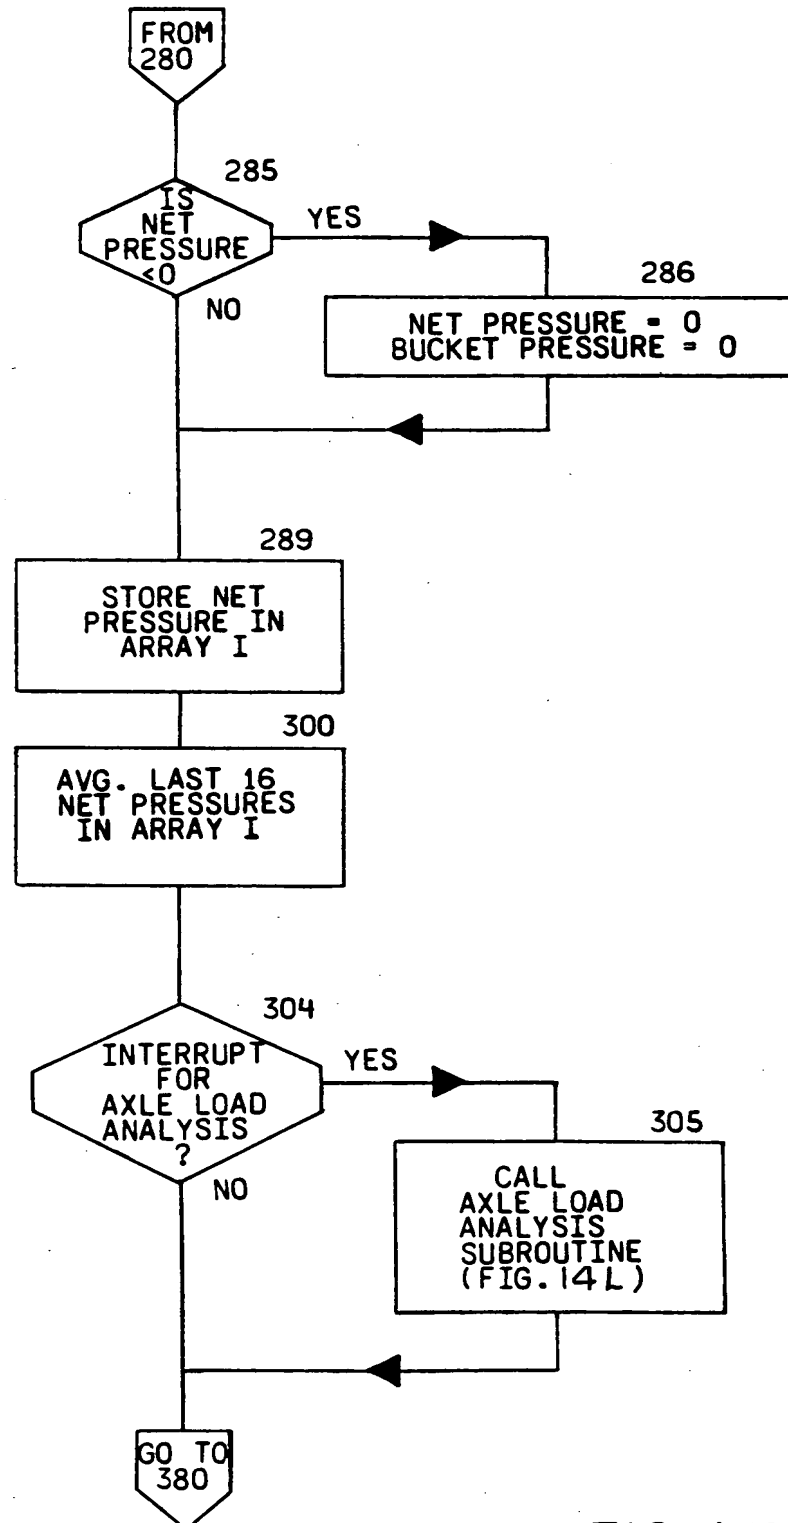 FROM
280
285
IS
NET
PRESSURE
<0
YES
NO
286
NET PRESSURE = 0
BUCKET PRESSURE = 0
289
STORE NET
PRESSURE IN
ARRAY I
300
AVG. LAST 16
NET PRESSURES
IN ARRAY I
304
INTERRUPT
FOR
AXLE LOAD
ANALYSIS
?
YES
NO
305
CALL
AXLE LOAD
ANALYSIS
SUBROUTINE
(FIG. 14L)
GO TO
380